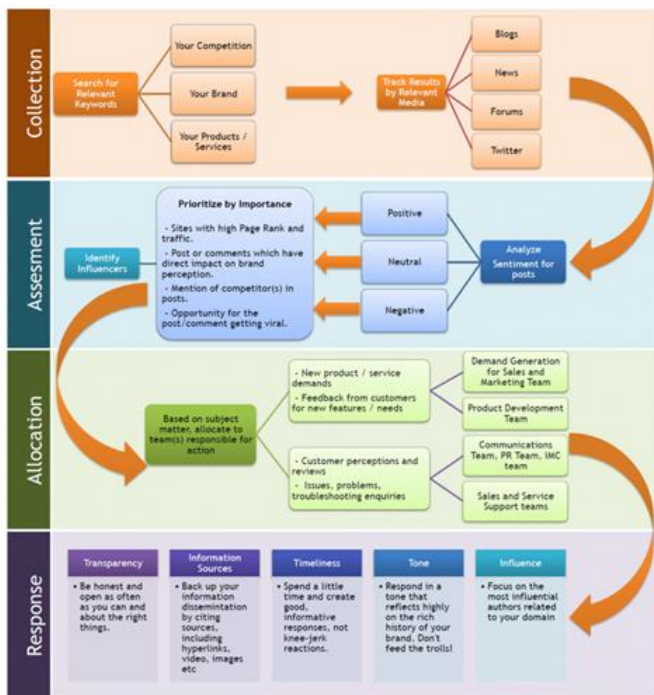 Collection
Search for
Relevant
Keywords
Your Competition
Your Brand
Your Products /
Services
Track Results
by Relevant
Media
Blogs
News
Forums
Twitter
Assesment
Identify
Influencers
Prioritize by Importance
- Sites with high Page Rank and
traffic.
- Post or comments which have
direct impact on brand
perception.
- Mention of competitor(s) in
posts.
- Opportunity for the
post/comment getting viral.
Positive
Neutral
Negative
Analyze
Sentiment for
posts
Allocation
Based on subject
matter, allocate to
team(s) responsible for
action
- New product / service
demands
- Feedback from customers
for new features / needs
- Customer perceptions and
reviews
- Issues, problems,
troubleshooting enquiries
Demand Generation
for Sales and
Marketing Team
Product Development
Team
Communications
Team, PR Team, IMC
team
Sales and Service
Support teams
Response
Transparency
• Be honest and
open as often
as you can and
about the right
things.
Information
Sources
• Back up your
information
dissemintation by
citing sources,
including
hyperlinks,
video, images
etc
Timeliness
• Spend a little
time and create
good,
informative
responses, not
knee-jerk
reactions.
Tone
• Respond in a
tone that
reflects highly
on the rich
history of your
brand. Don't
feed the trolls!
Influence
• Focus on the
most influential
authors related
to your domain